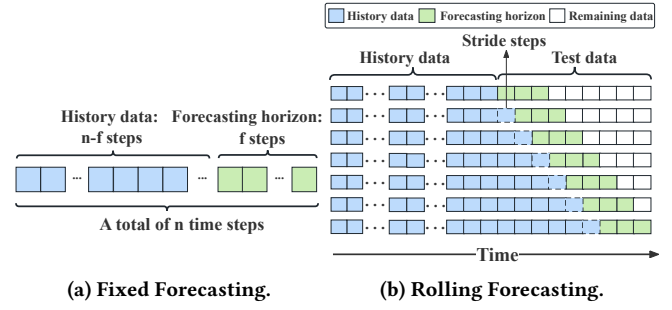 History data Forecasting horizon Remaining data
Stride steps
History data Test data
History data:
n-f steps
Forecasting horizon:
f steps
...
...
...
A total of n time steps
Time
(a) Fixed Forecasting.
(b) Rolling Forecasting.